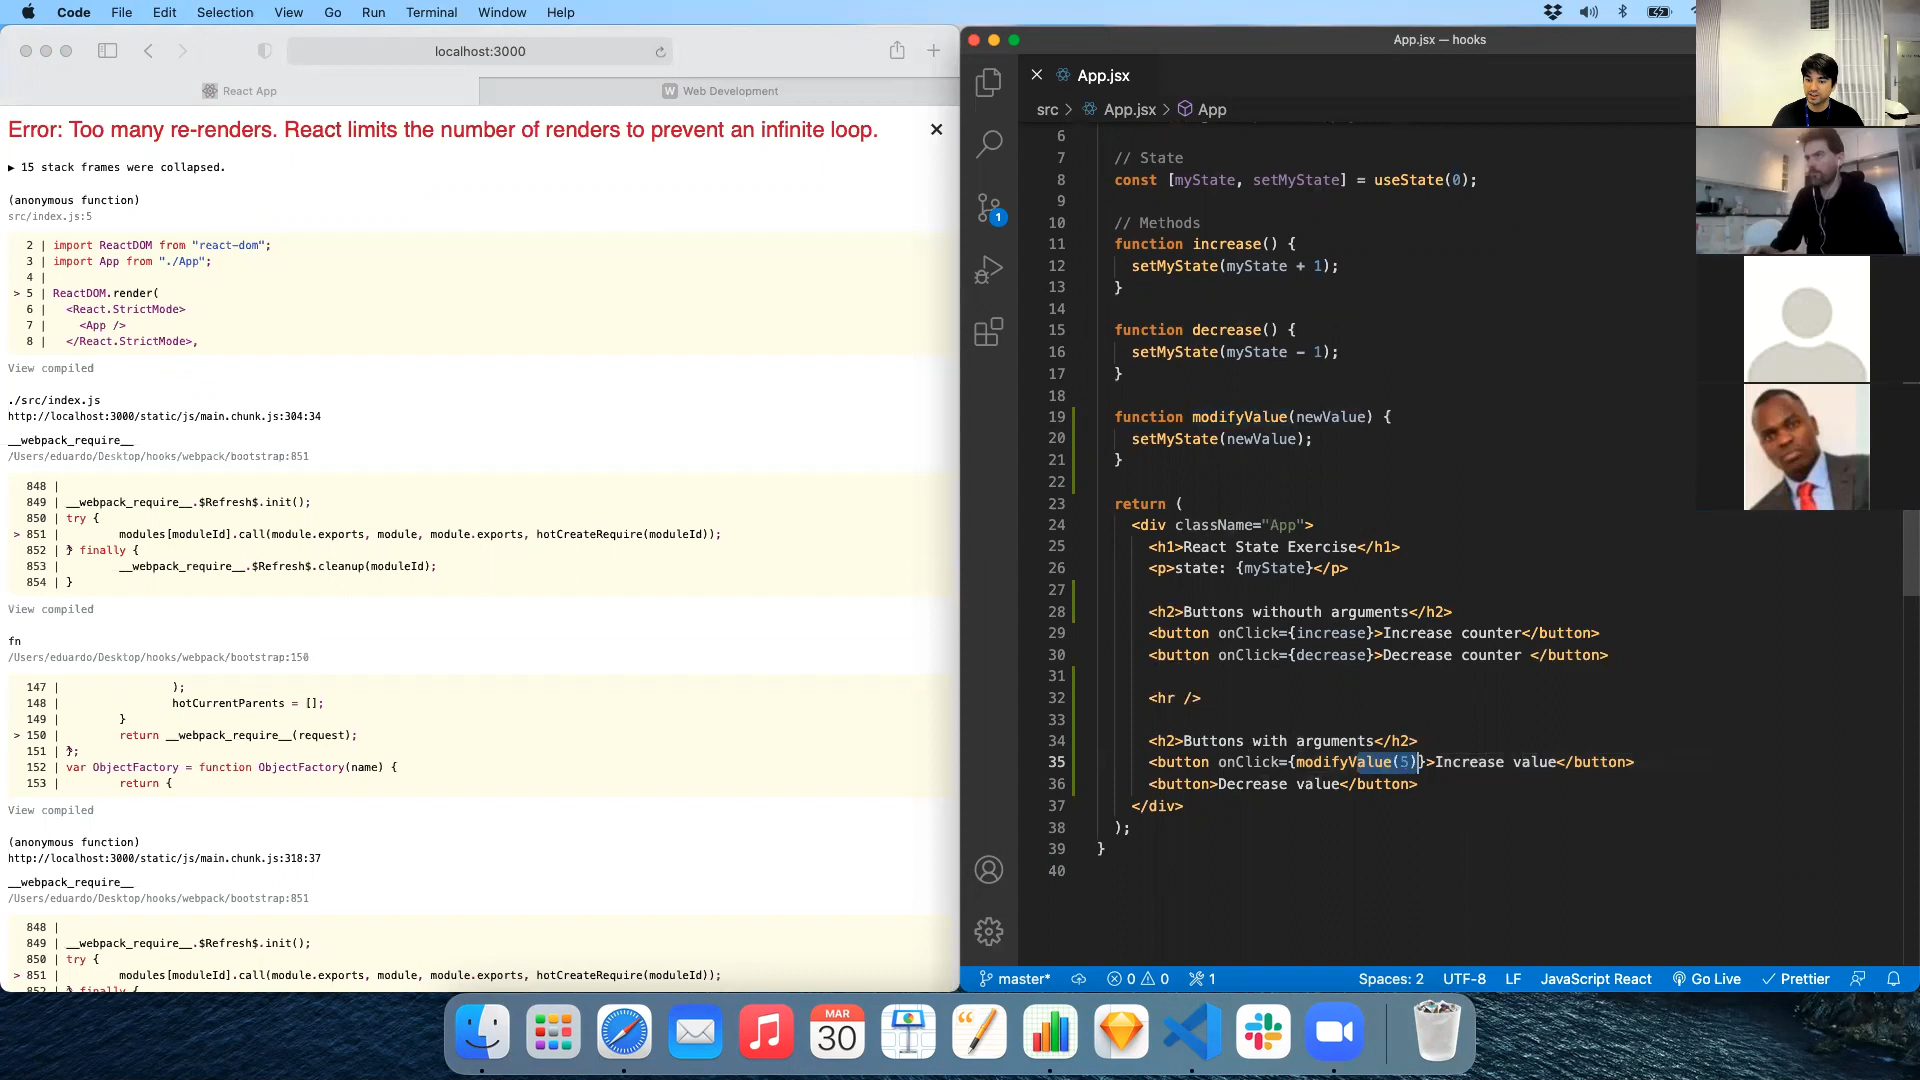 Code File Edit Selection View Go Run Terminal Window Help
localhost:3000
React App
Web Development
Error: Too many re-renders. React limits the number of renders to prevent an infinite loop.
▶ 15 stack frames were collapsed.
(anonymous function)
src/index.js:5
2 | import ReactDOM from "react-dom";
3 | import App from "./App";
4 |
> 5 | ReactDOM.render(
6 | <React.StrictMode>
7 | <App />
8 | </React.StrictMode>,
View compiled
./src/index.js
http://localhost:3000/static/js/main.chunk.js:304:34
__webpack_require__
/Users/eduardo/Desktop/hooks/webpack/bootstrap:851
848 |
849 | __webpack_require__.$Refresh$.init();
850 | try {
> 851 | modules[moduleId].call(module.exports, module, module.exports, hotCreateRequire(moduleId));
852 | } finally {
853 | __webpack_require__.$Refresh$.cleanup(moduleId);
854 | }
View compiled
fn
/Users/eduardo/Desktop/hooks/webpack/bootstrap:150
147 | );
148 | hotCurrentParents = [];
149 | }
> 150 | return __webpack_require__(request);
151 | };
152 | var ObjectFactory = function ObjectFactory(name) {
153 | return {
View compiled
(anonymous function)
http://localhost:3000/static/js/main.chunk.js:318:37
__webpack_require__
/Users/eduardo/Desktop/hooks/webpack/bootstrap:851
848 |
849 | __webpack_require__.$Refresh$.init();
850 | try {
> 851 | modules[moduleId].call(module.exports, module, module.exports, hotCreateRequire(moduleId));
852 | } finally {
App.jsx — hooks
App.jsx
src > App.jsx > App
6
7 // State
8 const [myState, setMyState] = useState(0);
9
10 // Methods
11 function increase() {
12 setMyState(myState + 1);
13 }
14
15 function decrease() {
16 setMyState(myState - 1);
17 }
18
19 function modifyValue(newValue) {
20 setMyState(newValue);
21 }
22
23 return (
24 <div className="App">
25 <h1>React State Exercise</h1>
26 <p>state: {myState}</p>
27
28 <h2>Buttons withouth arguments</h2>
29 <button onClick={increase}>Increase counter</button>
30 <button onClick={decrease}>Decrease counter </button>
31
32 <hr />
33
34 <h2>Buttons with arguments</h2>
35 <button onClick={modifyValue(5)}>Increase value</button>
36 <button>Decrease value</button>
37 </div>
38 );
39 }
40
1
master* 0 0 1 Spaces: 2 UTF-8 LF JavaScript React Go Live Prettier
MAR
30